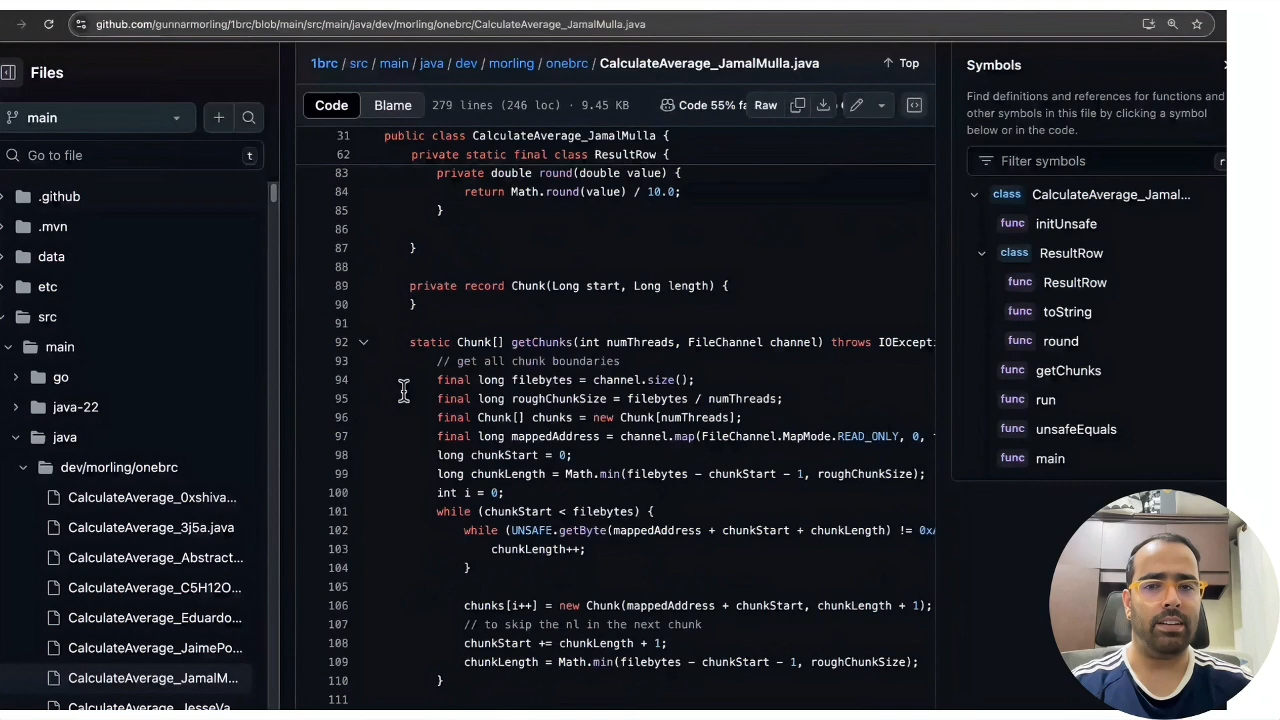 github.com/gunnarmorling/1brc/blob/main/src/main/java/dev/morling/onebrc/CalculateAverage_JamalMulla.java
Files
main
Go to file
t
.github
.mvn
data
etc
src
main
go
java-22
java
dev/morling/onebrc
CalculateAverage_0xshiva...
CalculateAverage_3j5a.java
CalculateAverage_Abstract...
CalculateAverage_C5H12O...
CalculateAverage_Eduardo...
CalculateAverage_JaimePo...
CalculateAverage_JamalM...
CalculateAverage_JesseVa...
1brc / src / main / java / dev / morling / onebrc / CalculateAverage_JamalMulla.java
Top
Code
Blame
279 lines (246 loc) · 9.45 KB
Code 55% fa
Raw
31 public class CalculateAverage_JamalMulla {
62 private static final class ResultRow {
83 private double round(double value) {
84 return Math.round(value) / 10.0;
85 }
86
87 }
88
89 private record Chunk(Long start, Long length) {
90 }
91
92 static Chunk[] getChunks(int numThreads, FileChannel channel) throws IOExcepti
93 // get all chunk boundaries
94 final long filebytes = channel.size();
95 final long roughChunkSize = filebytes / numThreads;
96 final Chunk[] chunks = new Chunk[numThreads];
97 final long mappedAddress = channel.map(FileChannel.MapMode.READ_ONLY, 0,
98 long chunkStart = 0;
99 long chunkLength = Math.min(filebytes - chunkStart - 1, roughChunkSize);
100 int i = 0;
101 while (chunkStart < filebytes) {
102 while (UNSAFE.getByte(mappedAddress + chunkStart + chunkLength) != 0xA
103 chunkLength++;
104 }
105
106 chunks[i++] = new Chunk(mappedAddress + chunkStart, chunkLength + 1);
107 // to skip the nl in the next chunk
108 chunkStart += chunkLength + 1;
109 chunkLength = Math.min(filebytes - chunkStart - 1, roughChunkSize);
110 }
111
Symbols
Find definitions and references for functions and
other symbols in this file by clicking a symbol
below or in the code.
Filter symbols
r
class CalculateAverage_Jamal...
func initUnsafe
class ResultRow
func ResultRow
func toString
func round
func getChunks
func run
func unsafeEquals
func main